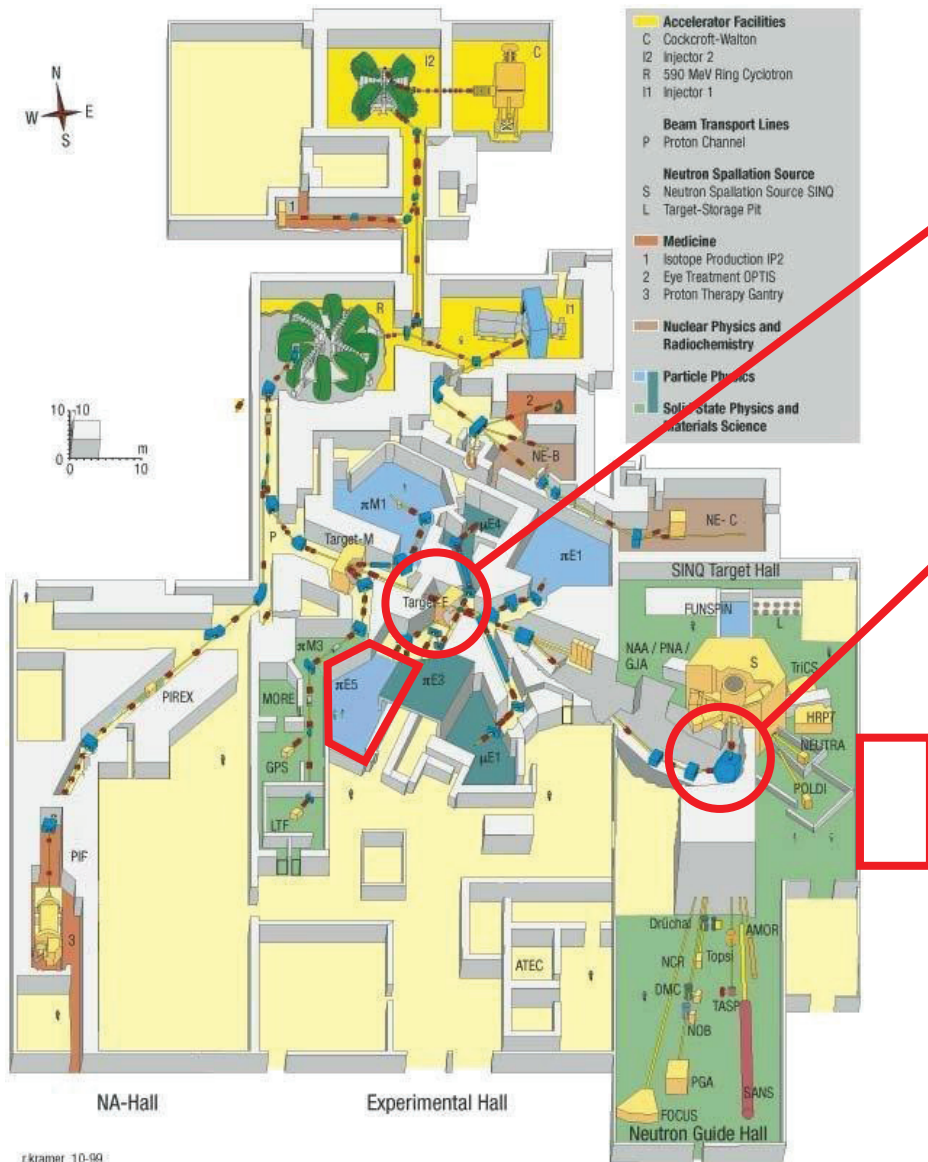 Accelerator Facilities
C Cockcroft-Walton
I2 Injector 2
R 590 MeV Ring Cyclotron
I1 Injector 1
Beam Transport Lines
P Proton Channel
Neutron Spallation Source
S Neutron Spallation Source SINQ
L Target-Storage Pit
Medicine
1 Isotope Production IP2
2 Eye Treatment OPTIS
3 Proton Therapy Gantry
Nuclear Physics and
Radiochemistry
Particle Physics
Solid State Physics and
Materials Science
N
W E
S
I2
C
1
R
I1
10 10
0 0 10
m
2
NE-B
πM1
μE4
NE- C
P
Target-M
πE1
SINQ Target Hall
Target-E
FUNSPIN
L
NAA / PNA /
GJA
S
TriCS
πM3
πE5
πE3
PIREX
MORE
HRPT
NEUTRA
GPS
μE1
POLDI
LTF
PIF
3
ATEC
Drüchal
AMOR
NCR
Topsi
DMC
TASP
NOB
PGA
SANS
FOCUS
NA-Hall
Experimental Hall
Neutron Guide Hall
r.kramer 10-99